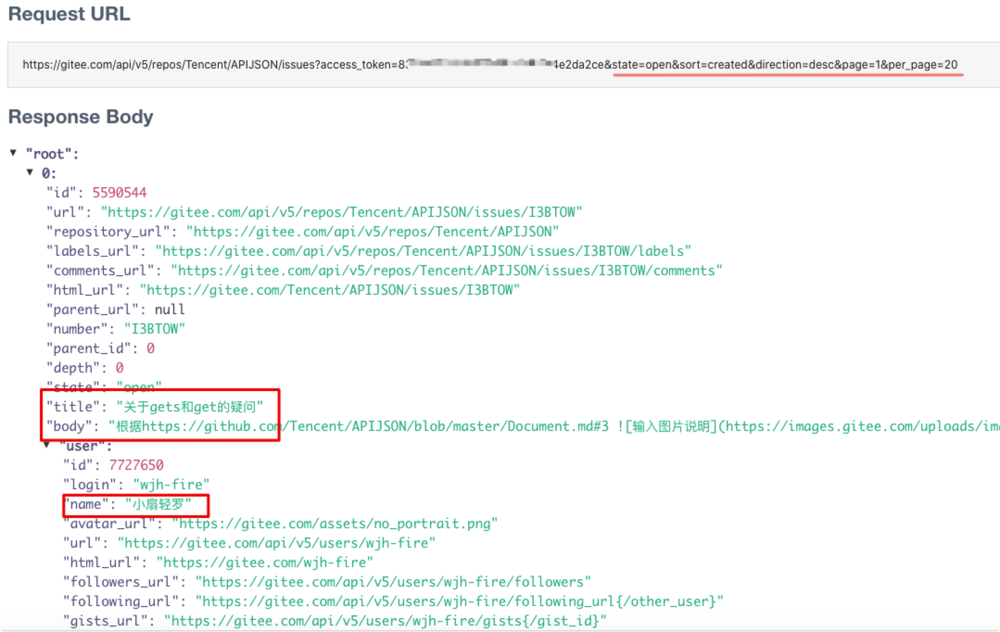 Request URL
https://gitee.com/api/v5/repos/Tencent/APIJSON/issues?access_token=8 4e2da2ce&state=open&sort=created&direction=desc&page=1&per_page=20
Response Body
▼ "root":
▼ 0:
"id": 5590544
"url": "https://gitee.com/api/v5/repos/Tencent/APIJSON/issues/I3BTOW"
"repository_url": "https://gitee.com/api/v5/repos/Tencent/APIJSON"
"labels_url": "https://gitee.com/api/v5/repos/Tencent/APIJSON/issues/I3BTOW/labels"
"comments_url": "https://gitee.com/api/v5/repos/Tencent/APIJSON/issues/I3BTOW/comments"
"html_url": "https://gitee.com/Tencent/APIJSON/issues/I3BTOW"
"parent_url": null
"number": "I3BTOW"
"parent_id": 0
"depth": 0
"state": "open"
"title": "关于gets和get的疑问"
"body": "根据https://github.com/Tencent/APIJSON/blob/master/Document.md#3 ![输入图片说明](https://images.gitee.com/uploads/im
▼ "user":
"id": 7727650
"login": "wjh-fire"
"name": "小扇轻罗"
"avatar_url": "https://gitee.com/assets/no_portrait.png"
"url": "https://gitee.com/api/v5/users/wjh-fire"
"html_url": "https://gitee.com/wjh-fire"
"followers_url": "https://gitee.com/api/v5/users/wjh-fire/followers"
"following_url": "https://gitee.com/api/v5/users/wjh-fire/following_url{/other_user}"
"gists_url": "https://gitee.com/api/v5/users/wjh-fire/gists{/gist_id}"